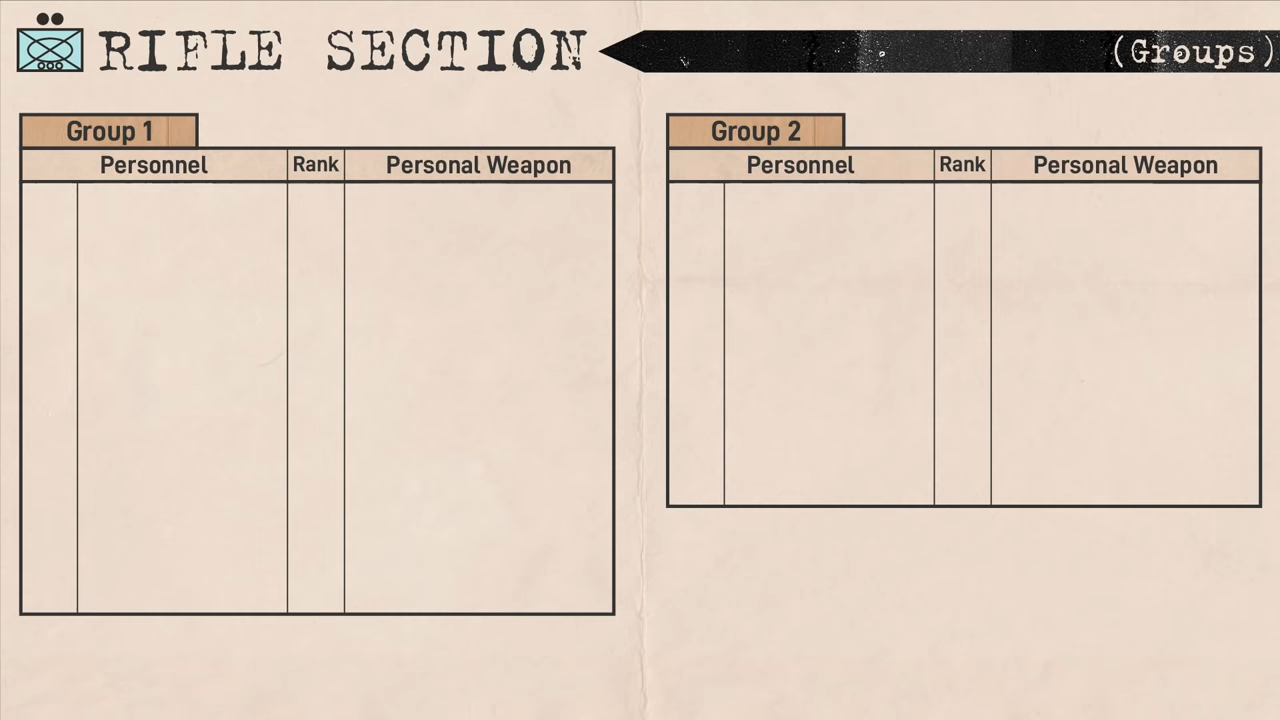 RIFLE SECTION
(Groups)
Group 1
Personnel Rank Personal Weapon
Group 2
Personnel Rank Personal Weapon